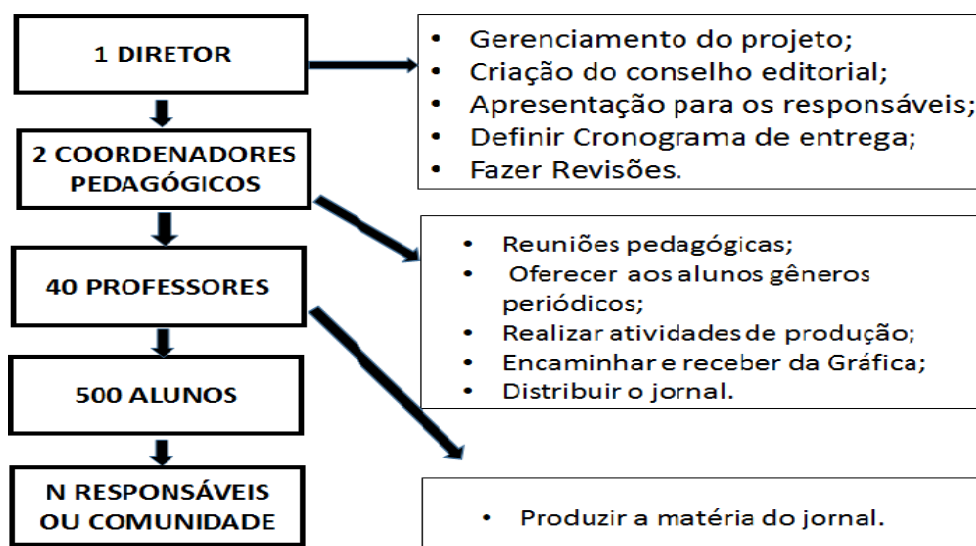 1 DIRETOR
• Gerenciamento do projeto;
• Criação do conselho editorial;
• Apresentação para os responsáveis;
• Definir Cronograma de entrega;
• Fazer Revisões.
2 COORDENADORES
PEDAGÓGICOS
• Reuniões pedagógicas;
• Oferecer aos alunos gêneros
periódicos;
• Realizar atividades de produção;
• Encaminhar e receber da Gráfica;
• Distribuir o jornal.
40 PROFESSORES
• Produzir a matéria do jornal.
500 ALUNOS
N RESPONSÁVEIS
OU COMUNIDADE